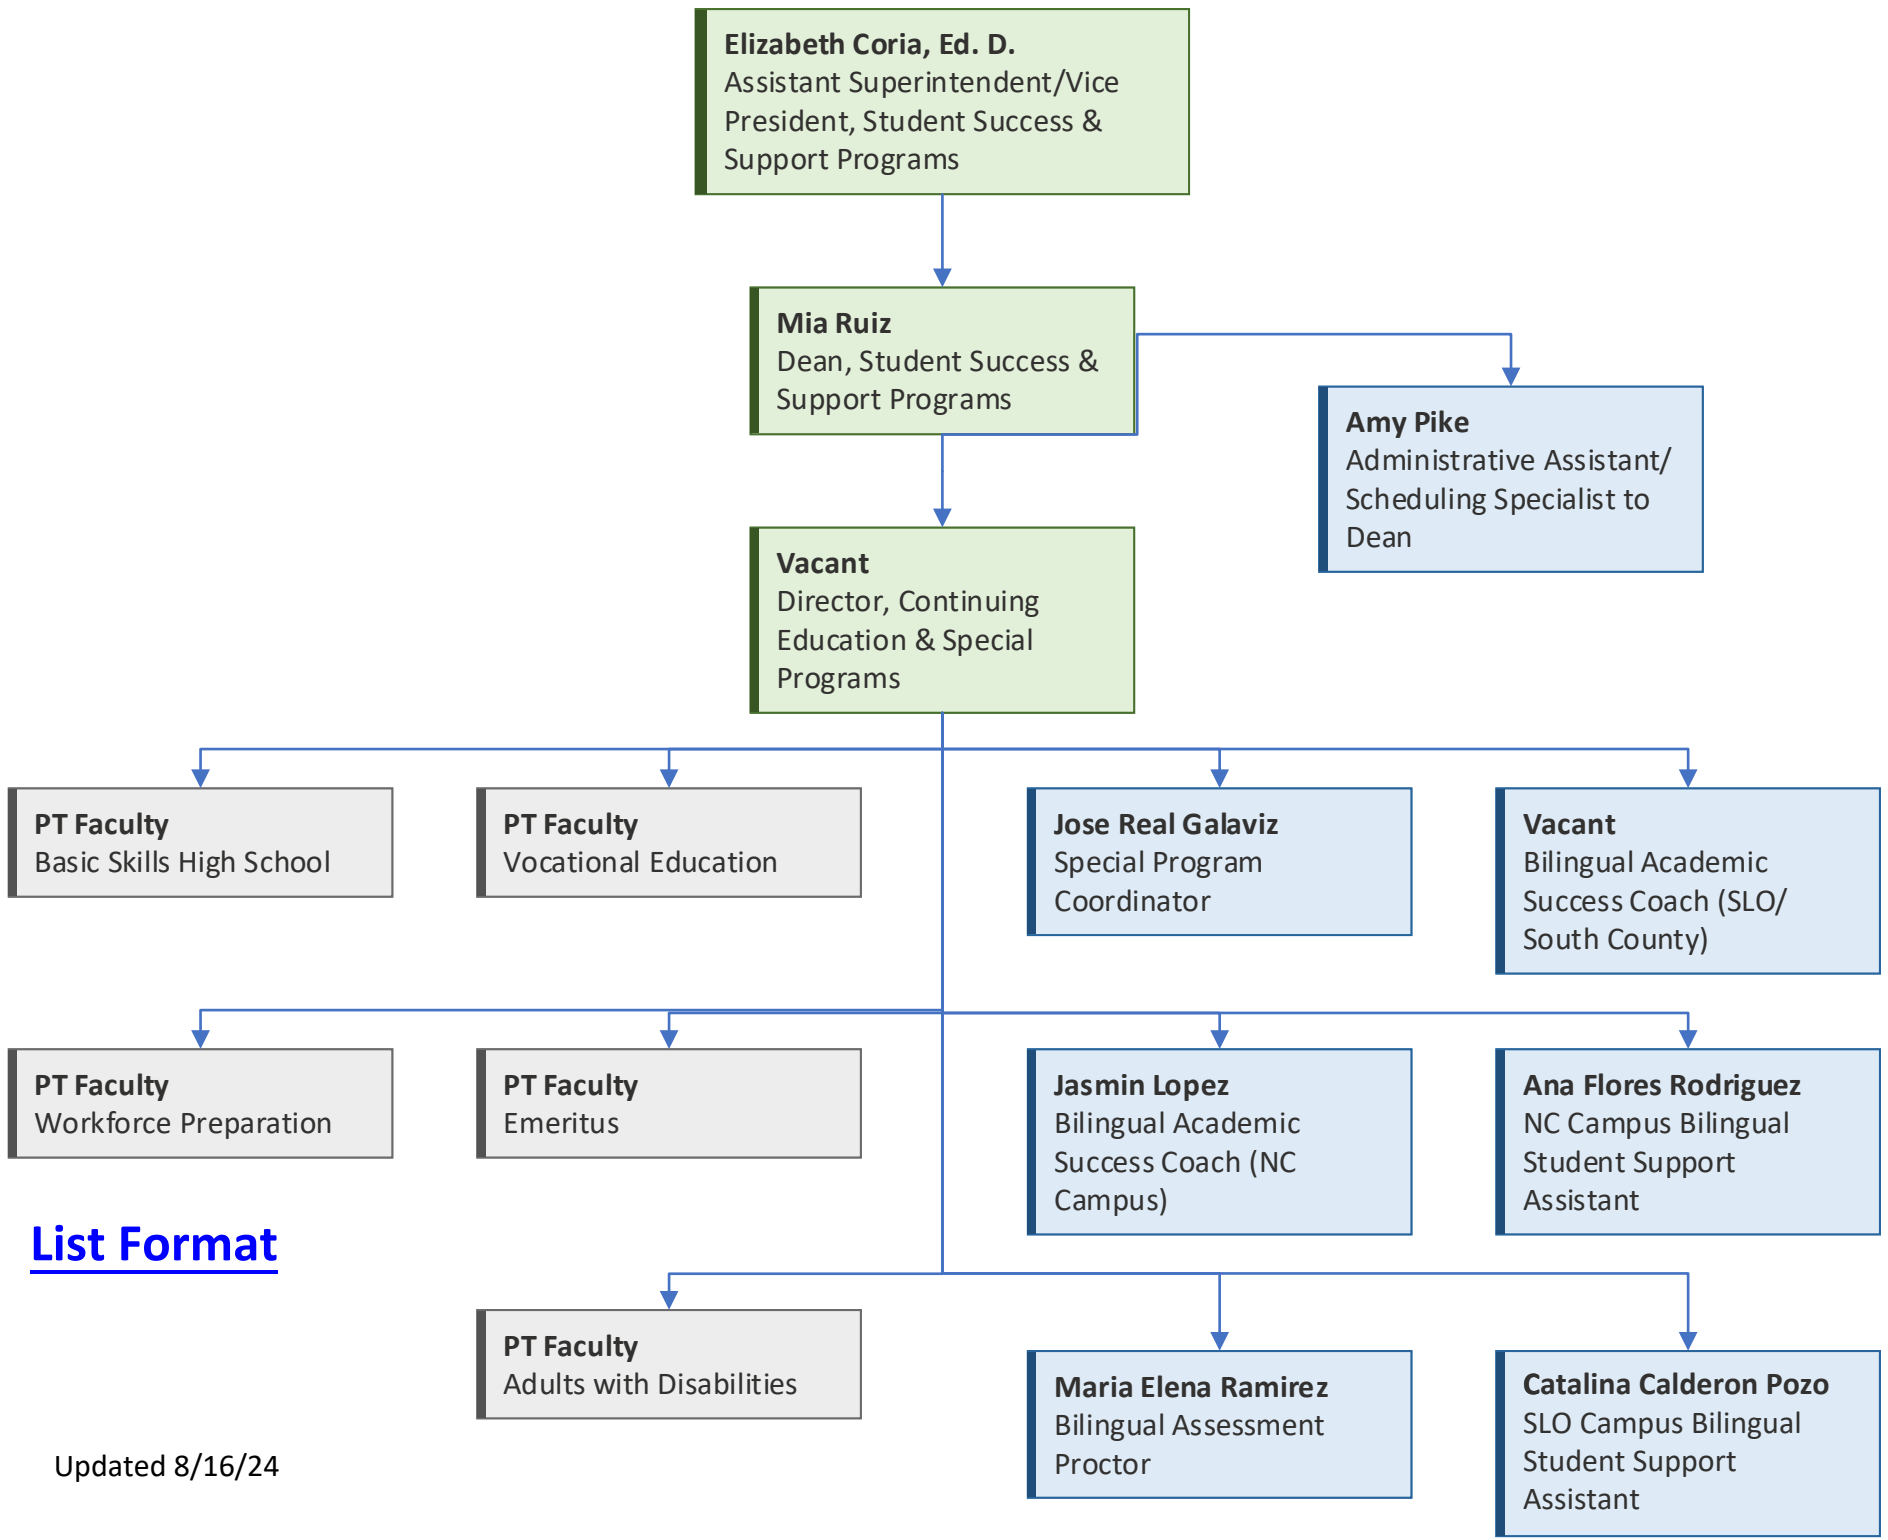 Elizabeth Coria, Ed. D.
Assistant Superintendent/Vice
President, Student Success &
Support Programs
Mia Ruiz
Dean, Student Success &
Support Programs
Amy Pike
Administrative Assistant/
Scheduling Specialist to
Dean
Vacant
Director, Continuing
Education & Special
Programs
PT Faculty
Basic Skills High School
PT Faculty
Vocational Education
Jose Real Galaviz
Special Program
Coordinator
Vacant
Bilingual Academic
Success Coach (SLO/
South County)
PT Faculty
Workforce Preparation
PT Faculty
Emeritus
Jasmin Lopez
Bilingual Academic
Success Coach (NC
Campus)
Ana Flores Rodriguez
NC Campus Bilingual
Student Support
Assistant
List Format
PT Faculty
Adults with Disabilities
Maria Elena Ramirez
Bilingual Assessment
Proctor
Catalina Calderon Pozo
SLO Campus Bilingual
Student Support
Assistant
Updated 8/16/24